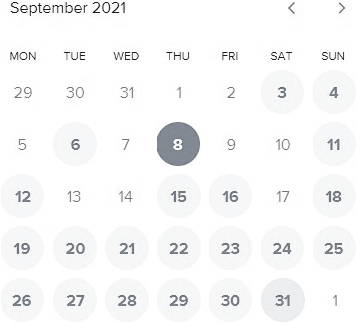 September 2021
MON TUE WED THU FRI SAT SUN
29 30 31 1 2 3 4
5 6 7 8 9 10 11
12 13 14 15 16 17 18
19 20 21 22 23 24 25
26 27 28 29 30 31 1